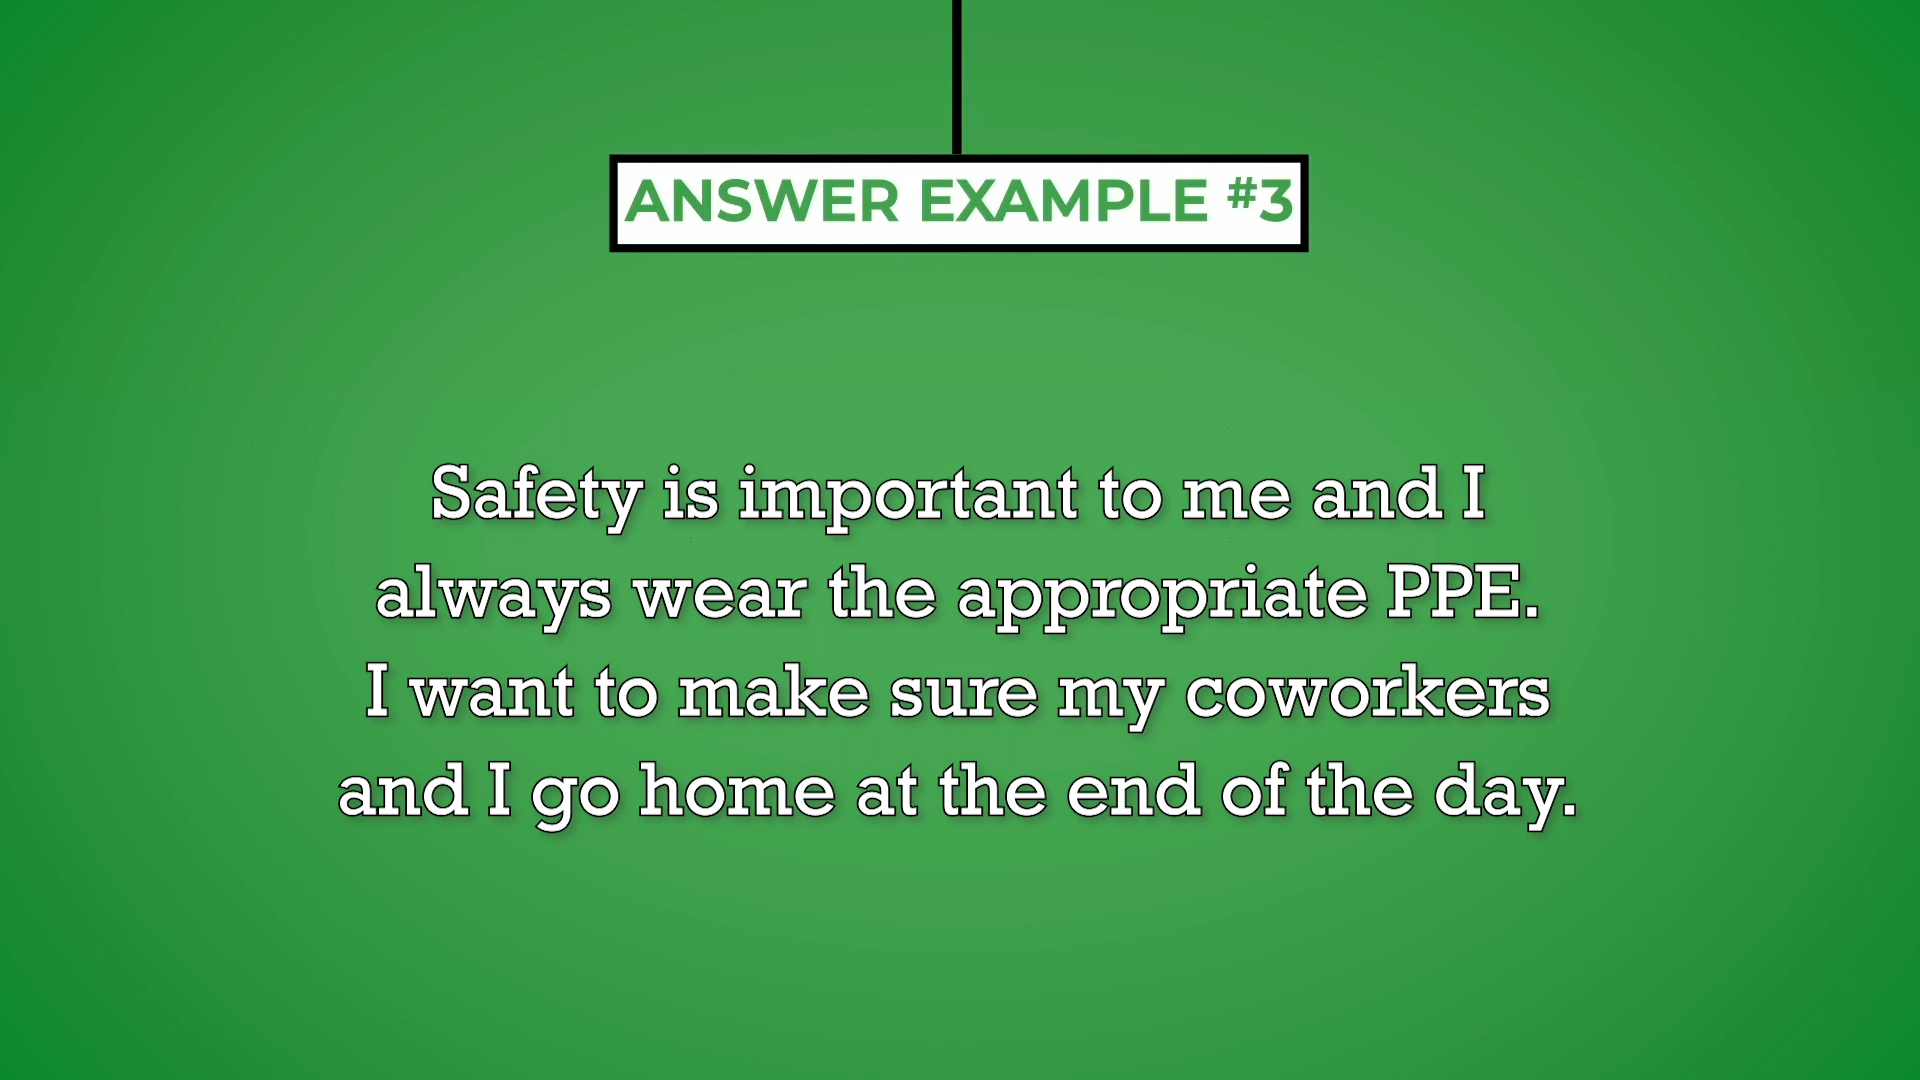 ANSWER EXAMPLE #3
Safety is important to me and I
always wear the appropriate PPE.
I want to make sure my coworkers
and I go home at the end of the day.